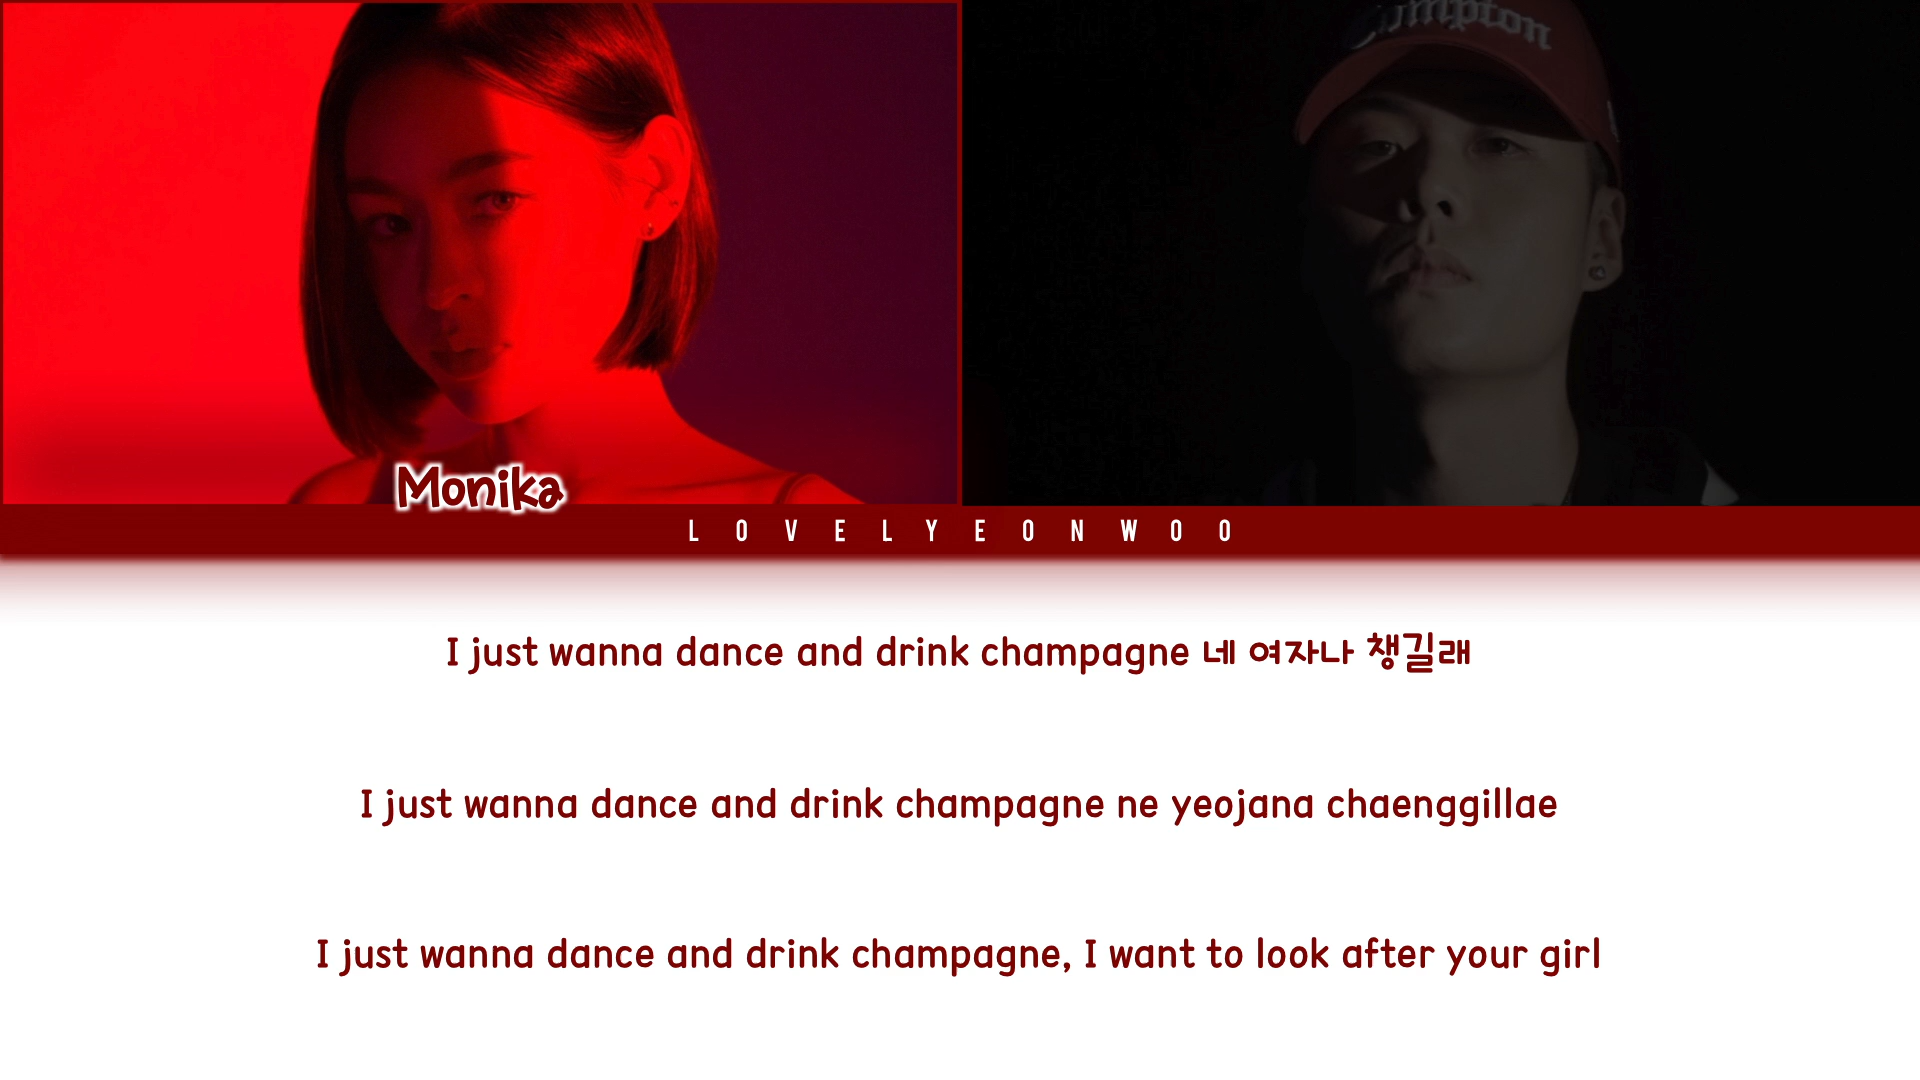 Monika
LOVELYEONWOO
I just wanna dance and drink champagne 네 여자나 챙길래
I just wanna dance and drink champagne ne yeojana chaenggillae
I just wanna dance and drink champagne, I want to look after your girl